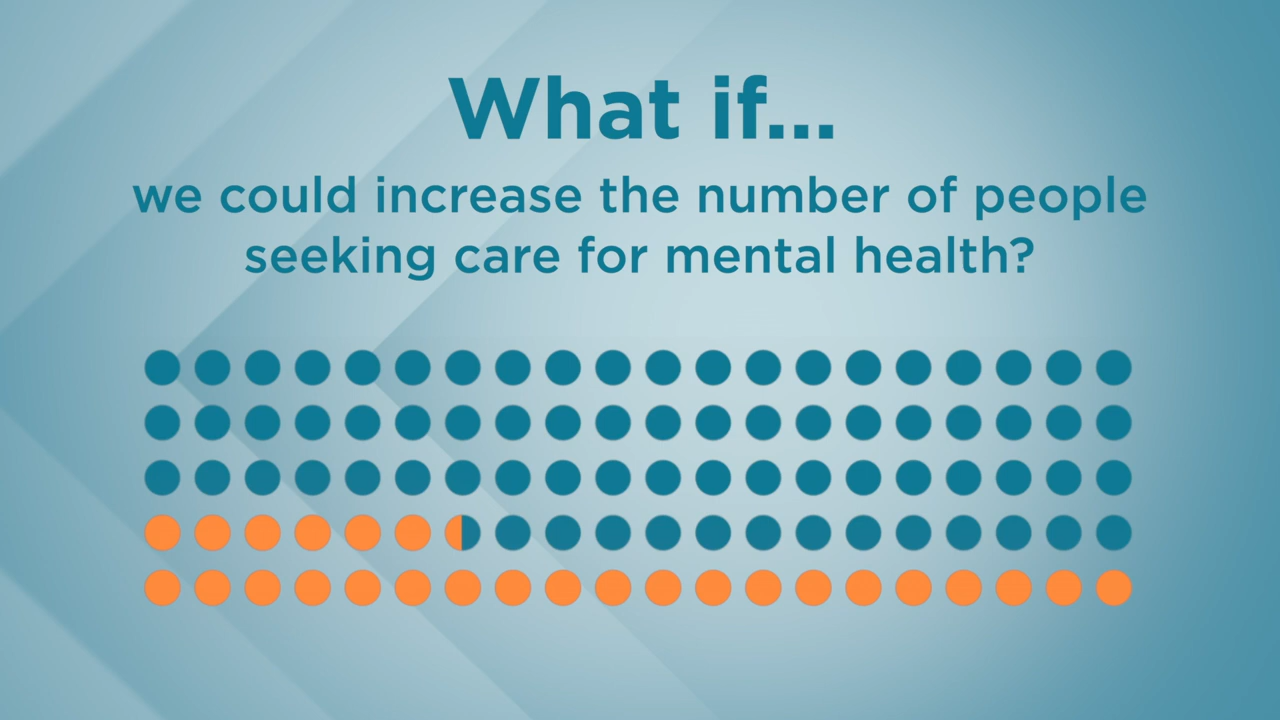 What if...
we could increase the number of people
seeking care for mental health?